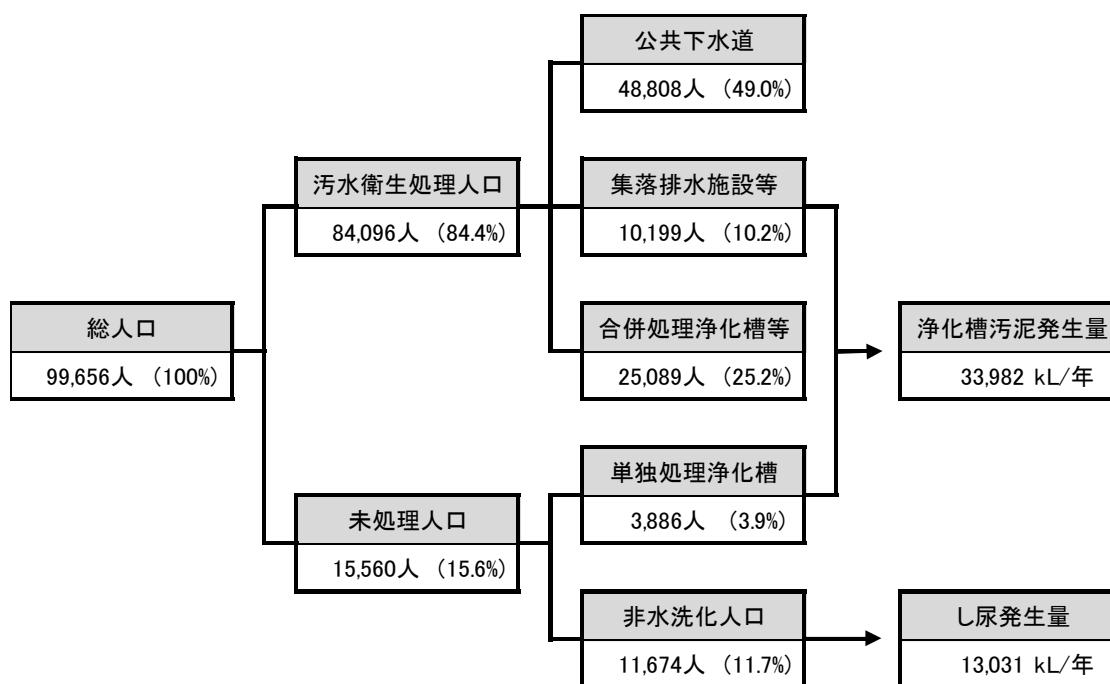 公共下水道
48,808人 (49.0%)
汚水衛生処理人口
84,096人 (84.4%)
集落排水施設等
10,199人 (10.2%)
総人口
99,656人 (100%)
合併処理浄化槽等
25,089人 (25.2%)
浄化槽汚泥発生量
33,982 kL/年
単独処理浄化槽
3,886人 (3.9%)
未処理人口
15,560人 (15.6%)
非水洗化人口
11,674人 (11.7%)
し尿発生量
13,031 kL/年